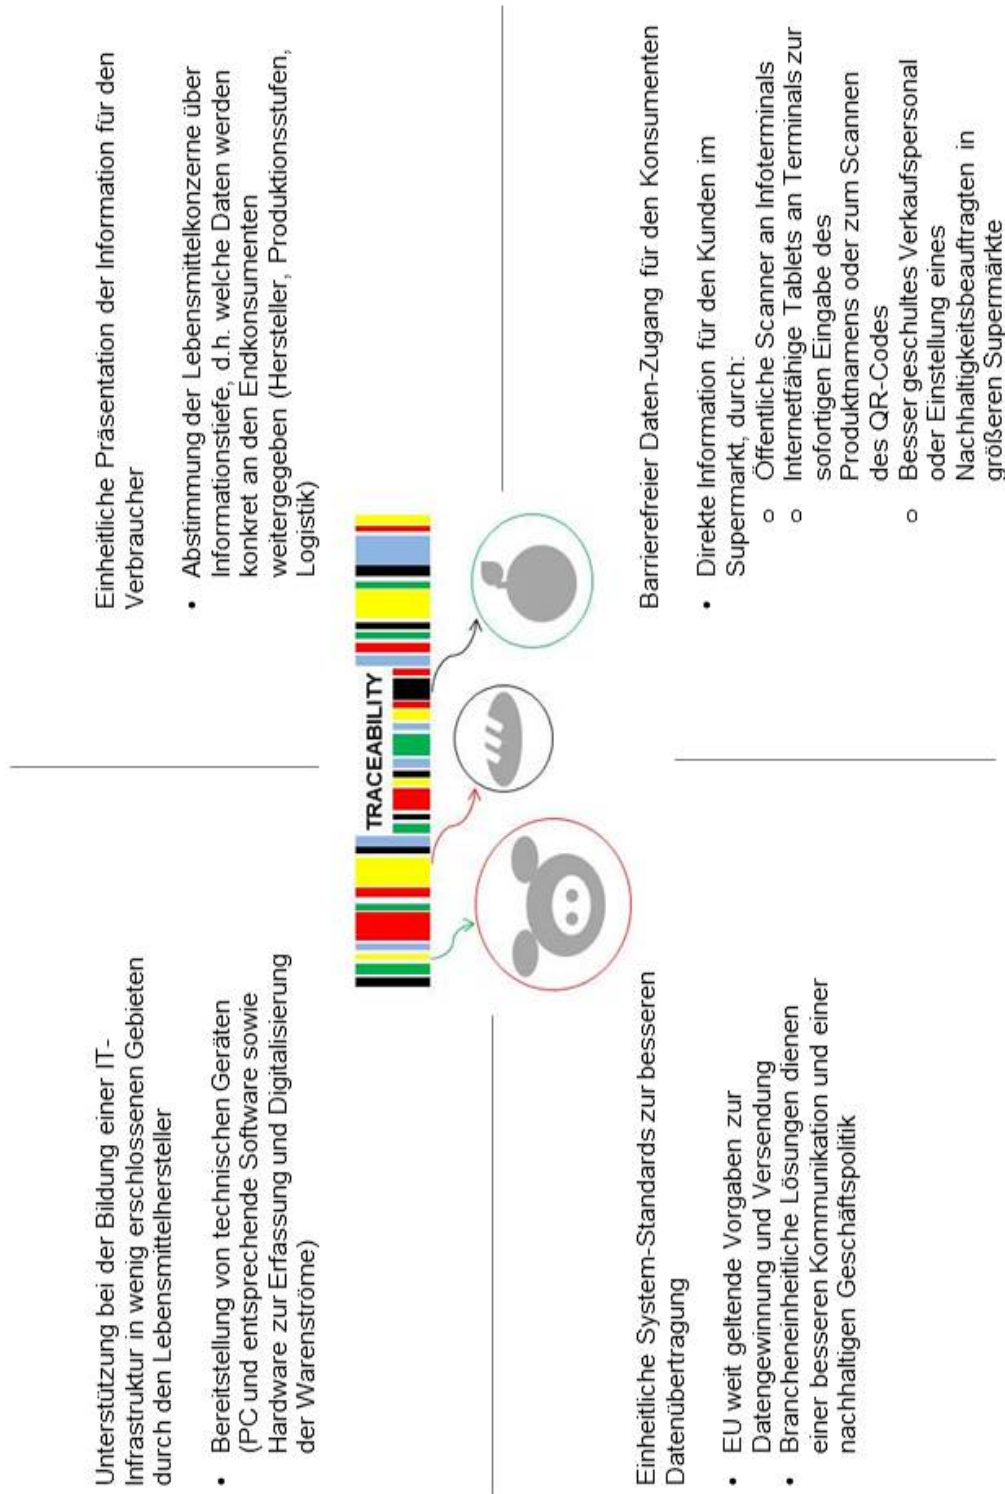 Unterstützung bei der Bildung einer IT-
Infrastruktur in wenig erschlossenen Gebieten
durch den Lebensmittelhersteller
• Bereitstellung von technischen Geräten
(PC und entsprechende Software sowie
Hardware zur Erfassung und Digitalisierung
der Warenströme)
Einheitliche Präsentation der Information für den
Verbraucher
• Abstimmung der Lebensmittelkonzerne über
Informationstiefe, d.h. welche Daten werden
konkret an den Endkonsumenten
weitergegeben (Hersteller, Produktionsstufen,
Logistik)
TRACEABILITY
Einheitliche System-Standards zur besseren
Datenübertragung
• EU weit geltende Vorgaben zur
Datengewinnung und Versendung
• Brancheneinheitliche Lösungen dienen
einer besseren Kommunikation und einer
nachhaltigen Geschäftspolitik
Barrierefreier Daten-Zugang für den Konsumenten
• Direkte Information für den Kunden im
Supermarkt, durch:
o Öffentliche Scanner an Infoterminals
o Internetfähige Tablets an Terminals zur
sofortigen Eingabe des
Produktnamens oder zum Scannen
des QR-Codes
o Besser geschultes Verkaufspersonal
oder Einstellung eines
Nachhaltigkeitsbeauftragten in
größeren Supermärkte